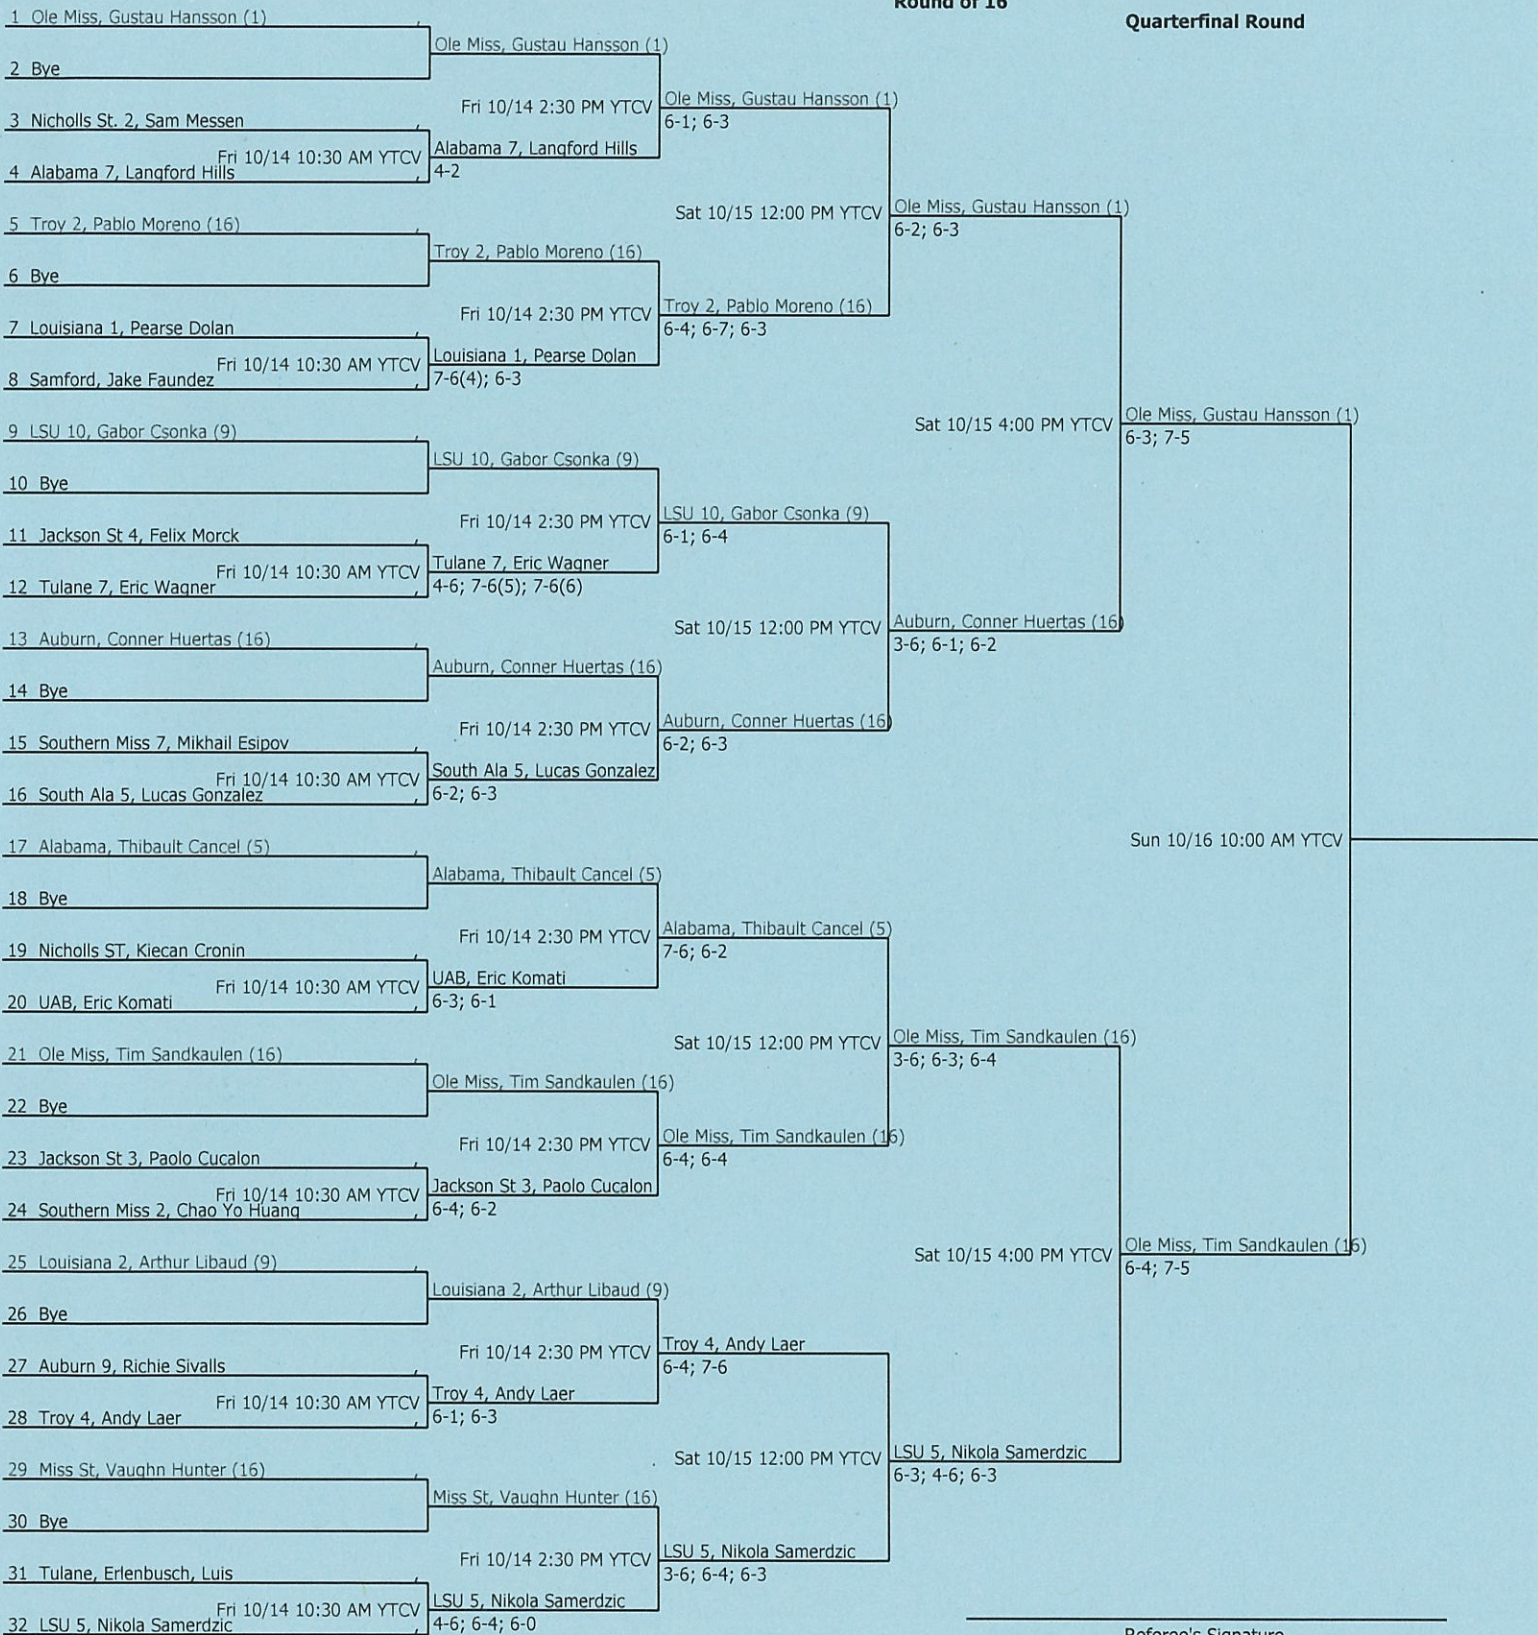 Round of 16
Quarterfinal Round
1 Ole Miss, Gustau Hansson (1)
Ole Miss, Gustau Hansson (1)
2 Bye
Fri 10/14 2:30 PM YTCV
Ole Miss, Gustau Hansson (1)
6-1; 6-3
3 Nicholls St. 2, Sam Messen
Fri 10/14 10:30 AM YTCV
Alabama 7, Langford Hills
4-2
4 Alabama 7, Langford Hills
Sat 10/15 12:00 PM YTCV
Ole Miss, Gustau Hansson (1)
6-2; 6-3
5 Troy 2, Pablo Moreno (16)
Troy 2, Pablo Moreno (16)
6 Bye
Fri 10/14 2:30 PM YTCV
Troy 2, Pablo Moreno (16)
6-4; 6-7; 6-3
7 Louisiana 1, Pearse Dolan
Fri 10/14 10:30 AM YTCV
Louisiana 1, Pearse Dolan
7-6(4); 6-3
8 Samford, Jake Faundez
Sat 10/15 4:00 PM YTCV
Ole Miss, Gustau Hansson (1)
6-3; 7-5
9 LSU 10, Gabor Csonka (9)
LSU 10, Gabor Csonka (9)
10 Bye
Fri 10/14 2:30 PM YTCV
LSU 10, Gabor Csonka (9)
6-1; 6-4
11 Jackson St 4, Felix Morck
Fri 10/14 10:30 AM YTCV
Tulane 7, Eric Wagner
4-6; 7-6(5); 7-6(6)
12 Tulane 7, Eric Wagner
Sat 10/15 12:00 PM YTCV
Auburn, Conner Huertas (16)
3-6; 6-1; 6-2
13 Auburn, Conner Huertas (16)
Auburn, Conner Huertas (16)
14 Bye
Fri 10/14 2:30 PM YTCV
Auburn, Conner Huertas (16)
6-2; 6-3
15 Southern Miss 7, Mikhail Esipov
Fri 10/14 10:30 AM YTCV
South Ala 5, Lucas Gonzalez
6-2; 6-3
16 South Ala 5, Lucas Gonzalez
Sun 10/16 10:00 AM YTCV
17 Alabama, Thibault Cancel (5)
Alabama, Thibault Cancel (5)
18 Bye
Fri 10/14 2:30 PM YTCV
Alabama, Thibault Cancel (5)
7-6; 6-2
19 Nicholls ST, Kiecan Cronin
Fri 10/14 10:30 AM YTCV
UAB, Eric Komati
6-3; 6-1
20 UAB, Eric Komati
Sat 10/15 12:00 PM YTCV
Ole Miss, Tim Sandkaulen (16)
3-6; 6-3; 6-4
21 Ole Miss, Tim Sandkaulen (16)
Ole Miss, Tim Sandkaulen (16)
22 Bye
Fri 10/14 2:30 PM YTCV
Ole Miss, Tim Sandkaulen (16)
6-4; 6-4
23 Jackson St 3, Paolo Cucalon
Fri 10/14 10:30 AM YTCV
Jackson St 3, Paolo Cucalon
6-4; 6-2
24 Southern Miss 2, Chao Yo Huang
Sat 10/15 4:00 PM YTCV
Ole Miss, Tim Sandkaulen (16)
6-4; 7-5
25 Louisiana 2, Arthur Libaud (9)
Louisiana 2, Arthur Libaud (9)
26 Bye
Fri 10/14 2:30 PM YTCV
Troy 4, Andy Laer
6-4; 7-6
27 Auburn 9, Richie Sivalls
Fri 10/14 10:30 AM YTCV
Troy 4, Andy Laer
6-1; 6-3
28 Troy 4, Andy Laer
Sat 10/15 12:00 PM YTCV
LSU 5, Nikola Samerdzic
6-3; 4-6; 6-3
29 Miss St, Vaughn Hunter (16)
Miss St, Vaughn Hunter (16)
30 Bye
Fri 10/14 2:30 PM YTCV
LSU 5, Nikola Samerdzic
3-6; 6-4; 6-3
31 Tulane, Erlenbusch, Luis
Fri 10/14 10:30 AM YTCV
LSU 5, Nikola Samerdzic
4-6; 6-4; 6-0
32 LSU 5, Nikola Samerdzic
Referee's Signature